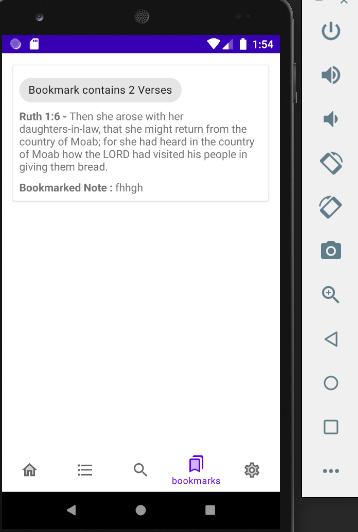 1:54
Bookmark contains 2 Verses
Ruth 1:6 - Then she arose with her
daughters-in-law, that she might return from the
country of Moab; for she had heard in the country
of Moab how the LORD had visited his people in
giving them bread.
Bookmarked Note : fhhgh
bookmarks